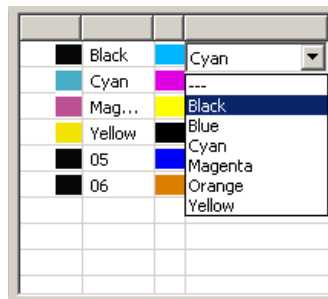 Black Cyan
Cyan ---
Mag... Black
Yellow Blue
05 Cyan
06 Magenta
Orange
Yellow